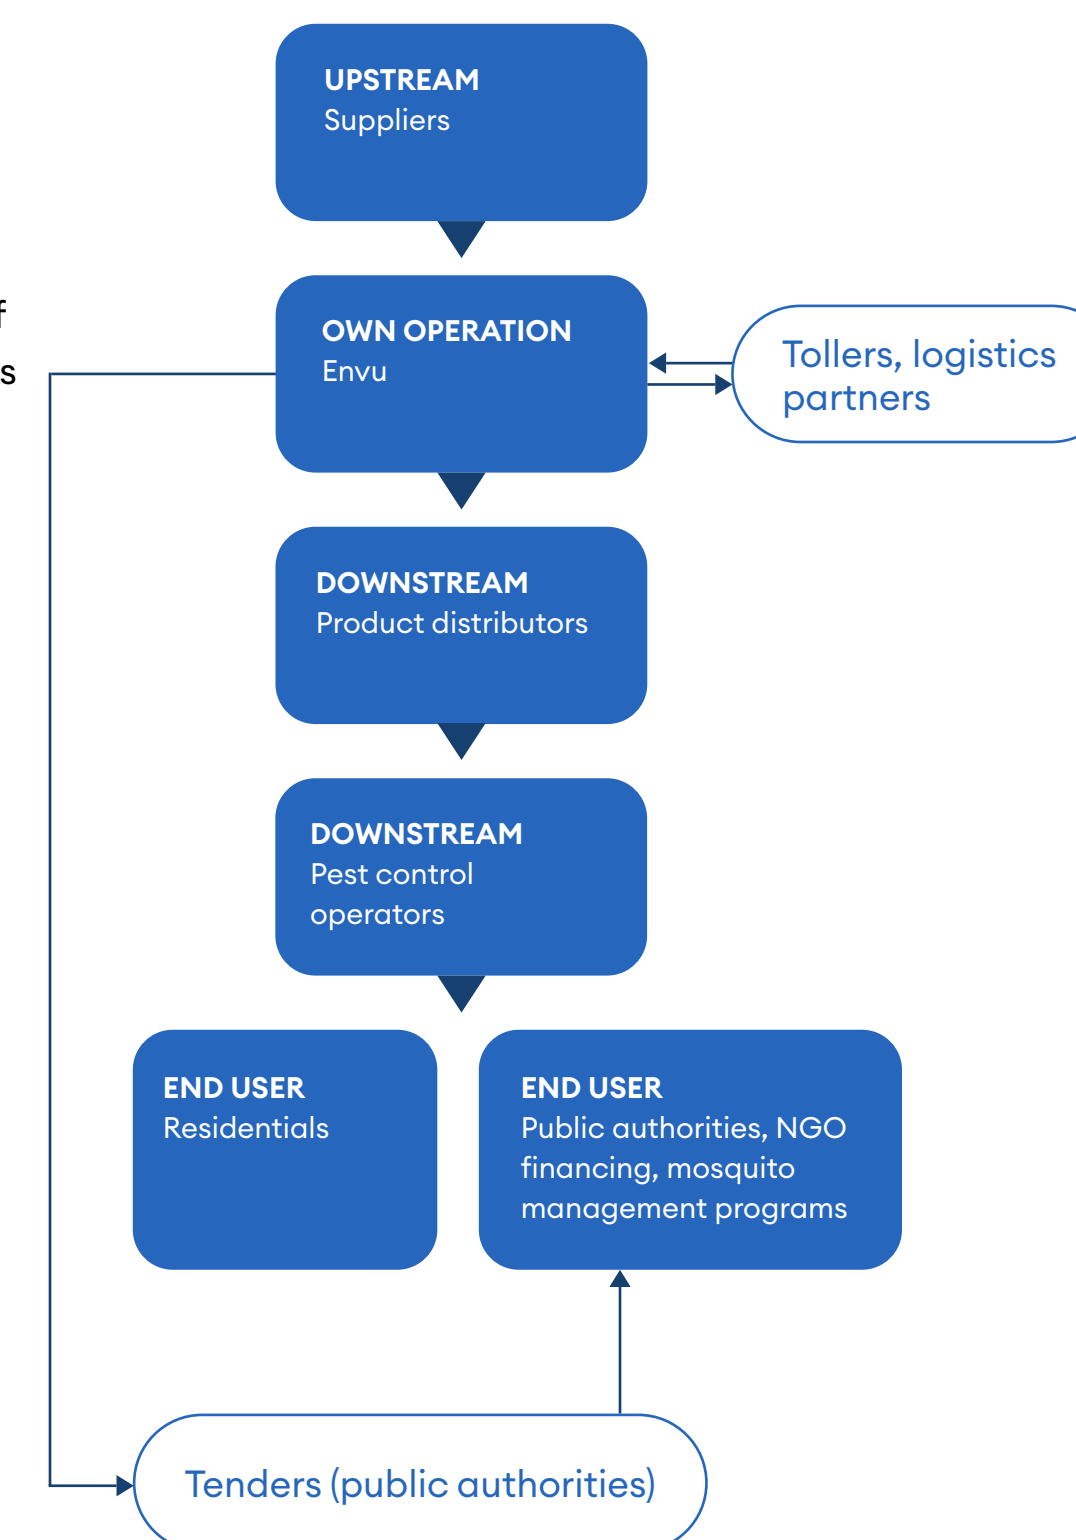 UPSTREAM
Suppliers
f
s
OWN OPERATION
Envu
Tollers, logistics
partners
DOWNSTREAM
Product distributors
DOWNSTREAM
Pest control
operators
END USER
Residentials
END USER
Public authorities, NGO
financing, mosquito
management programs
Tenders (public authorities)